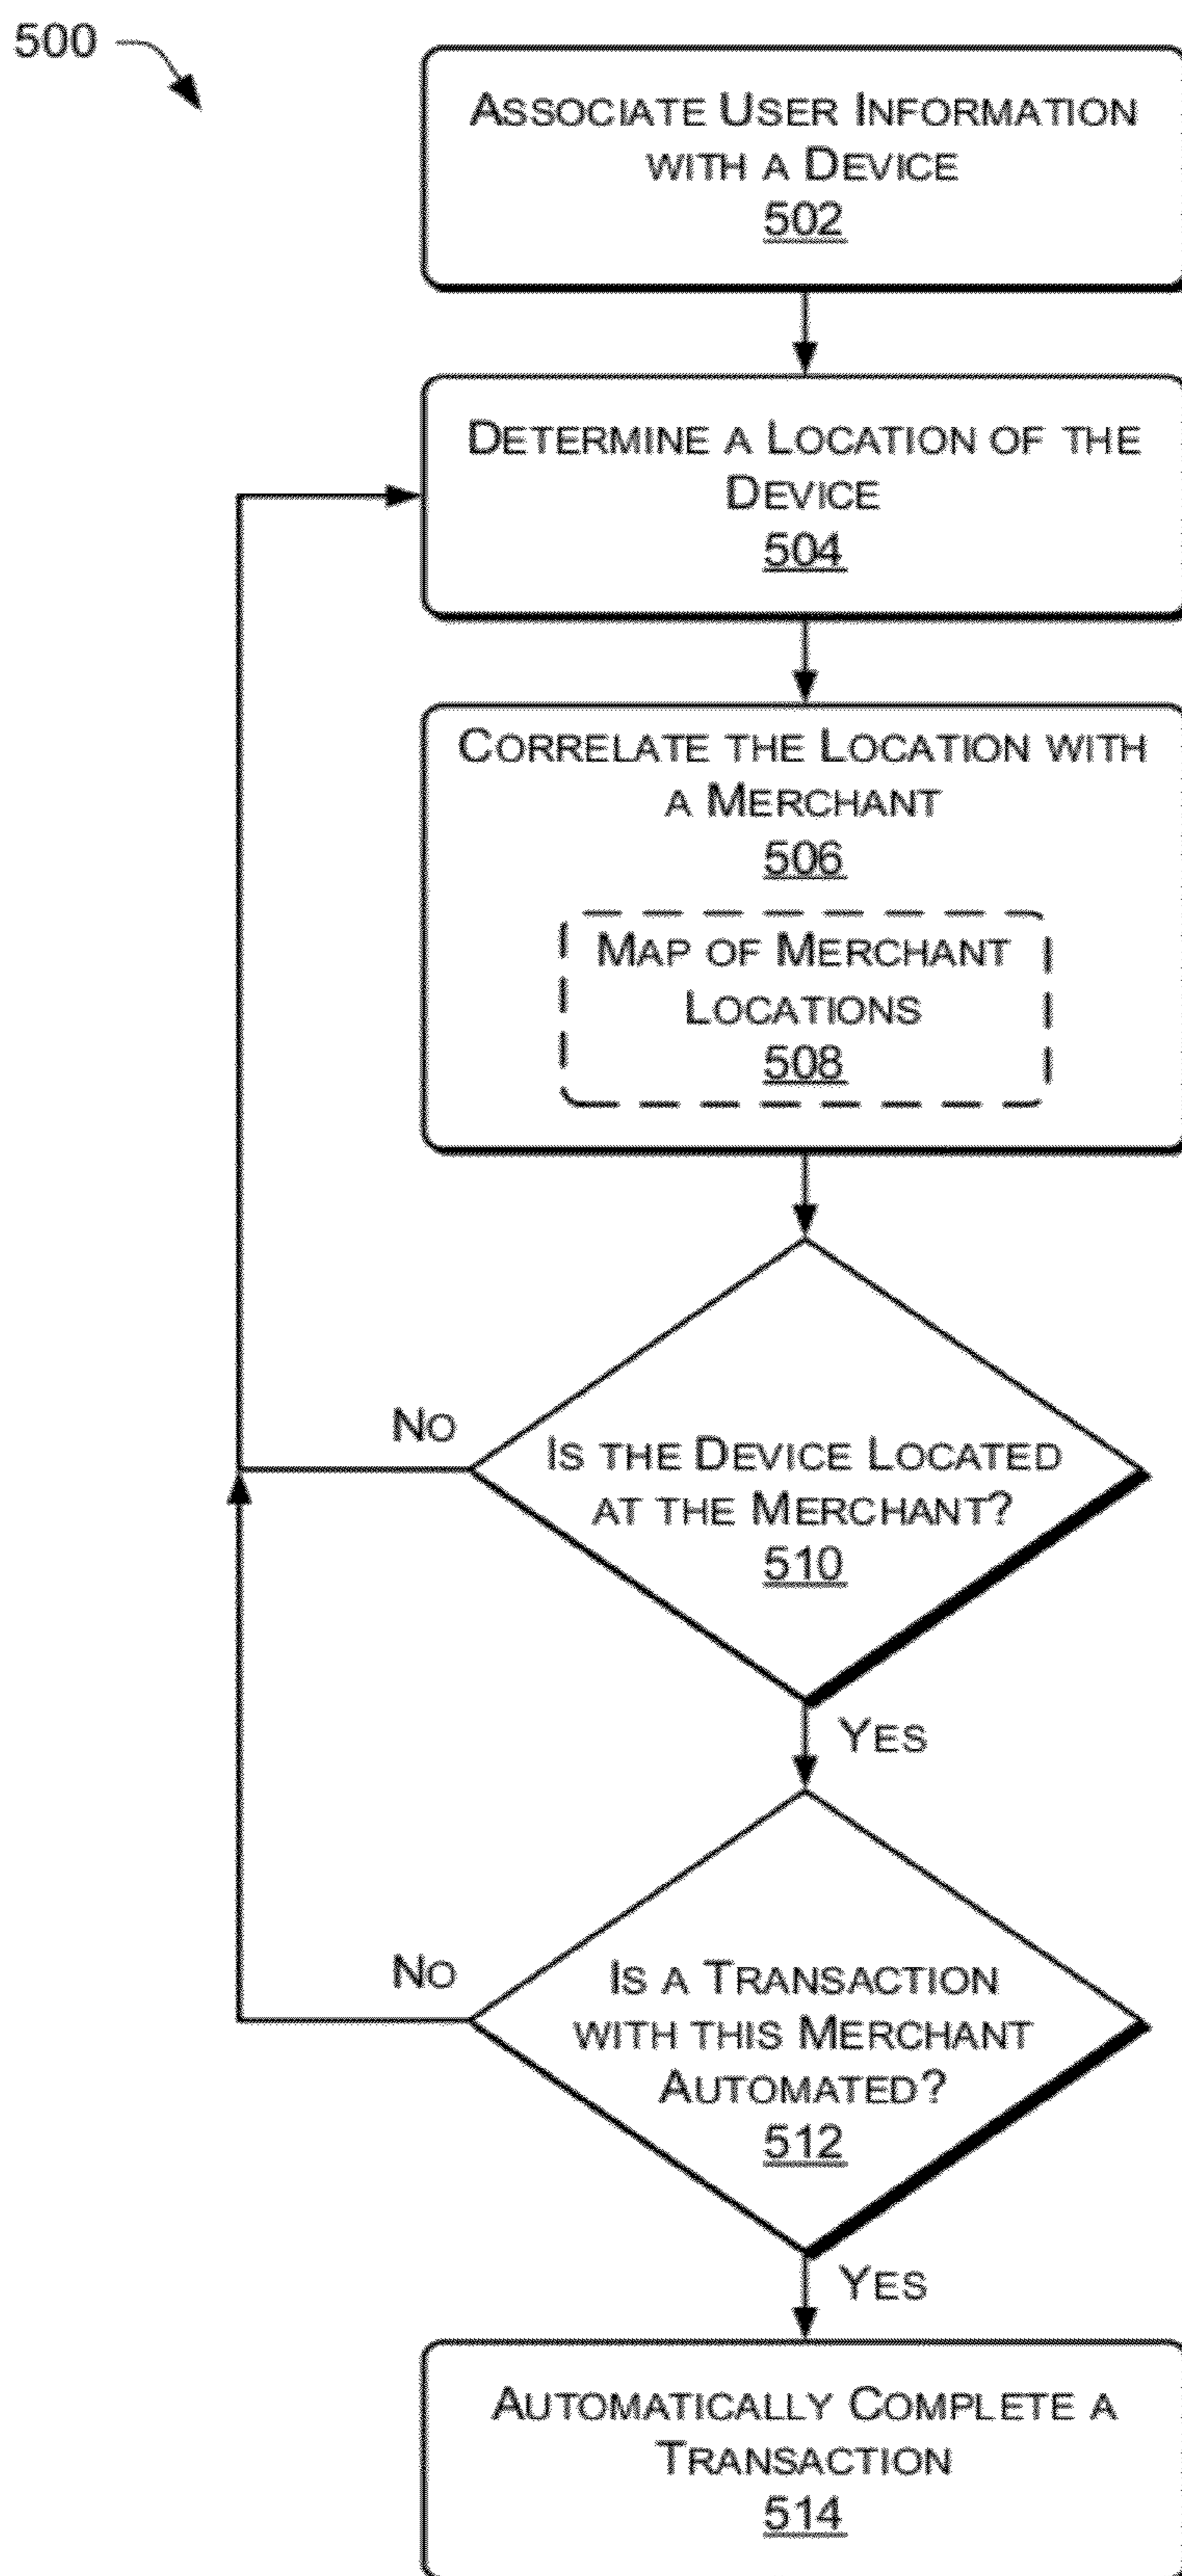 500
ASSOCIATE USER INFORMATION
WITH A DEVICE
502
DETERMINE A LOCATION OF THE
DEVICE
504
CORRELATE THE LOCATION WITH
A MERCHANT
506
MAP OF MERCHANT
LOCATIONS
508
NO
IS THE DEVICE LOCATED
AT THE MERCHANT?
510
YES
NO
IS A TRANSACTION
WITH THIS MERCHANT
AUTOMATED?
512
YES
AUTOMATICALLY COMPLETE A
TRANSACTION
514